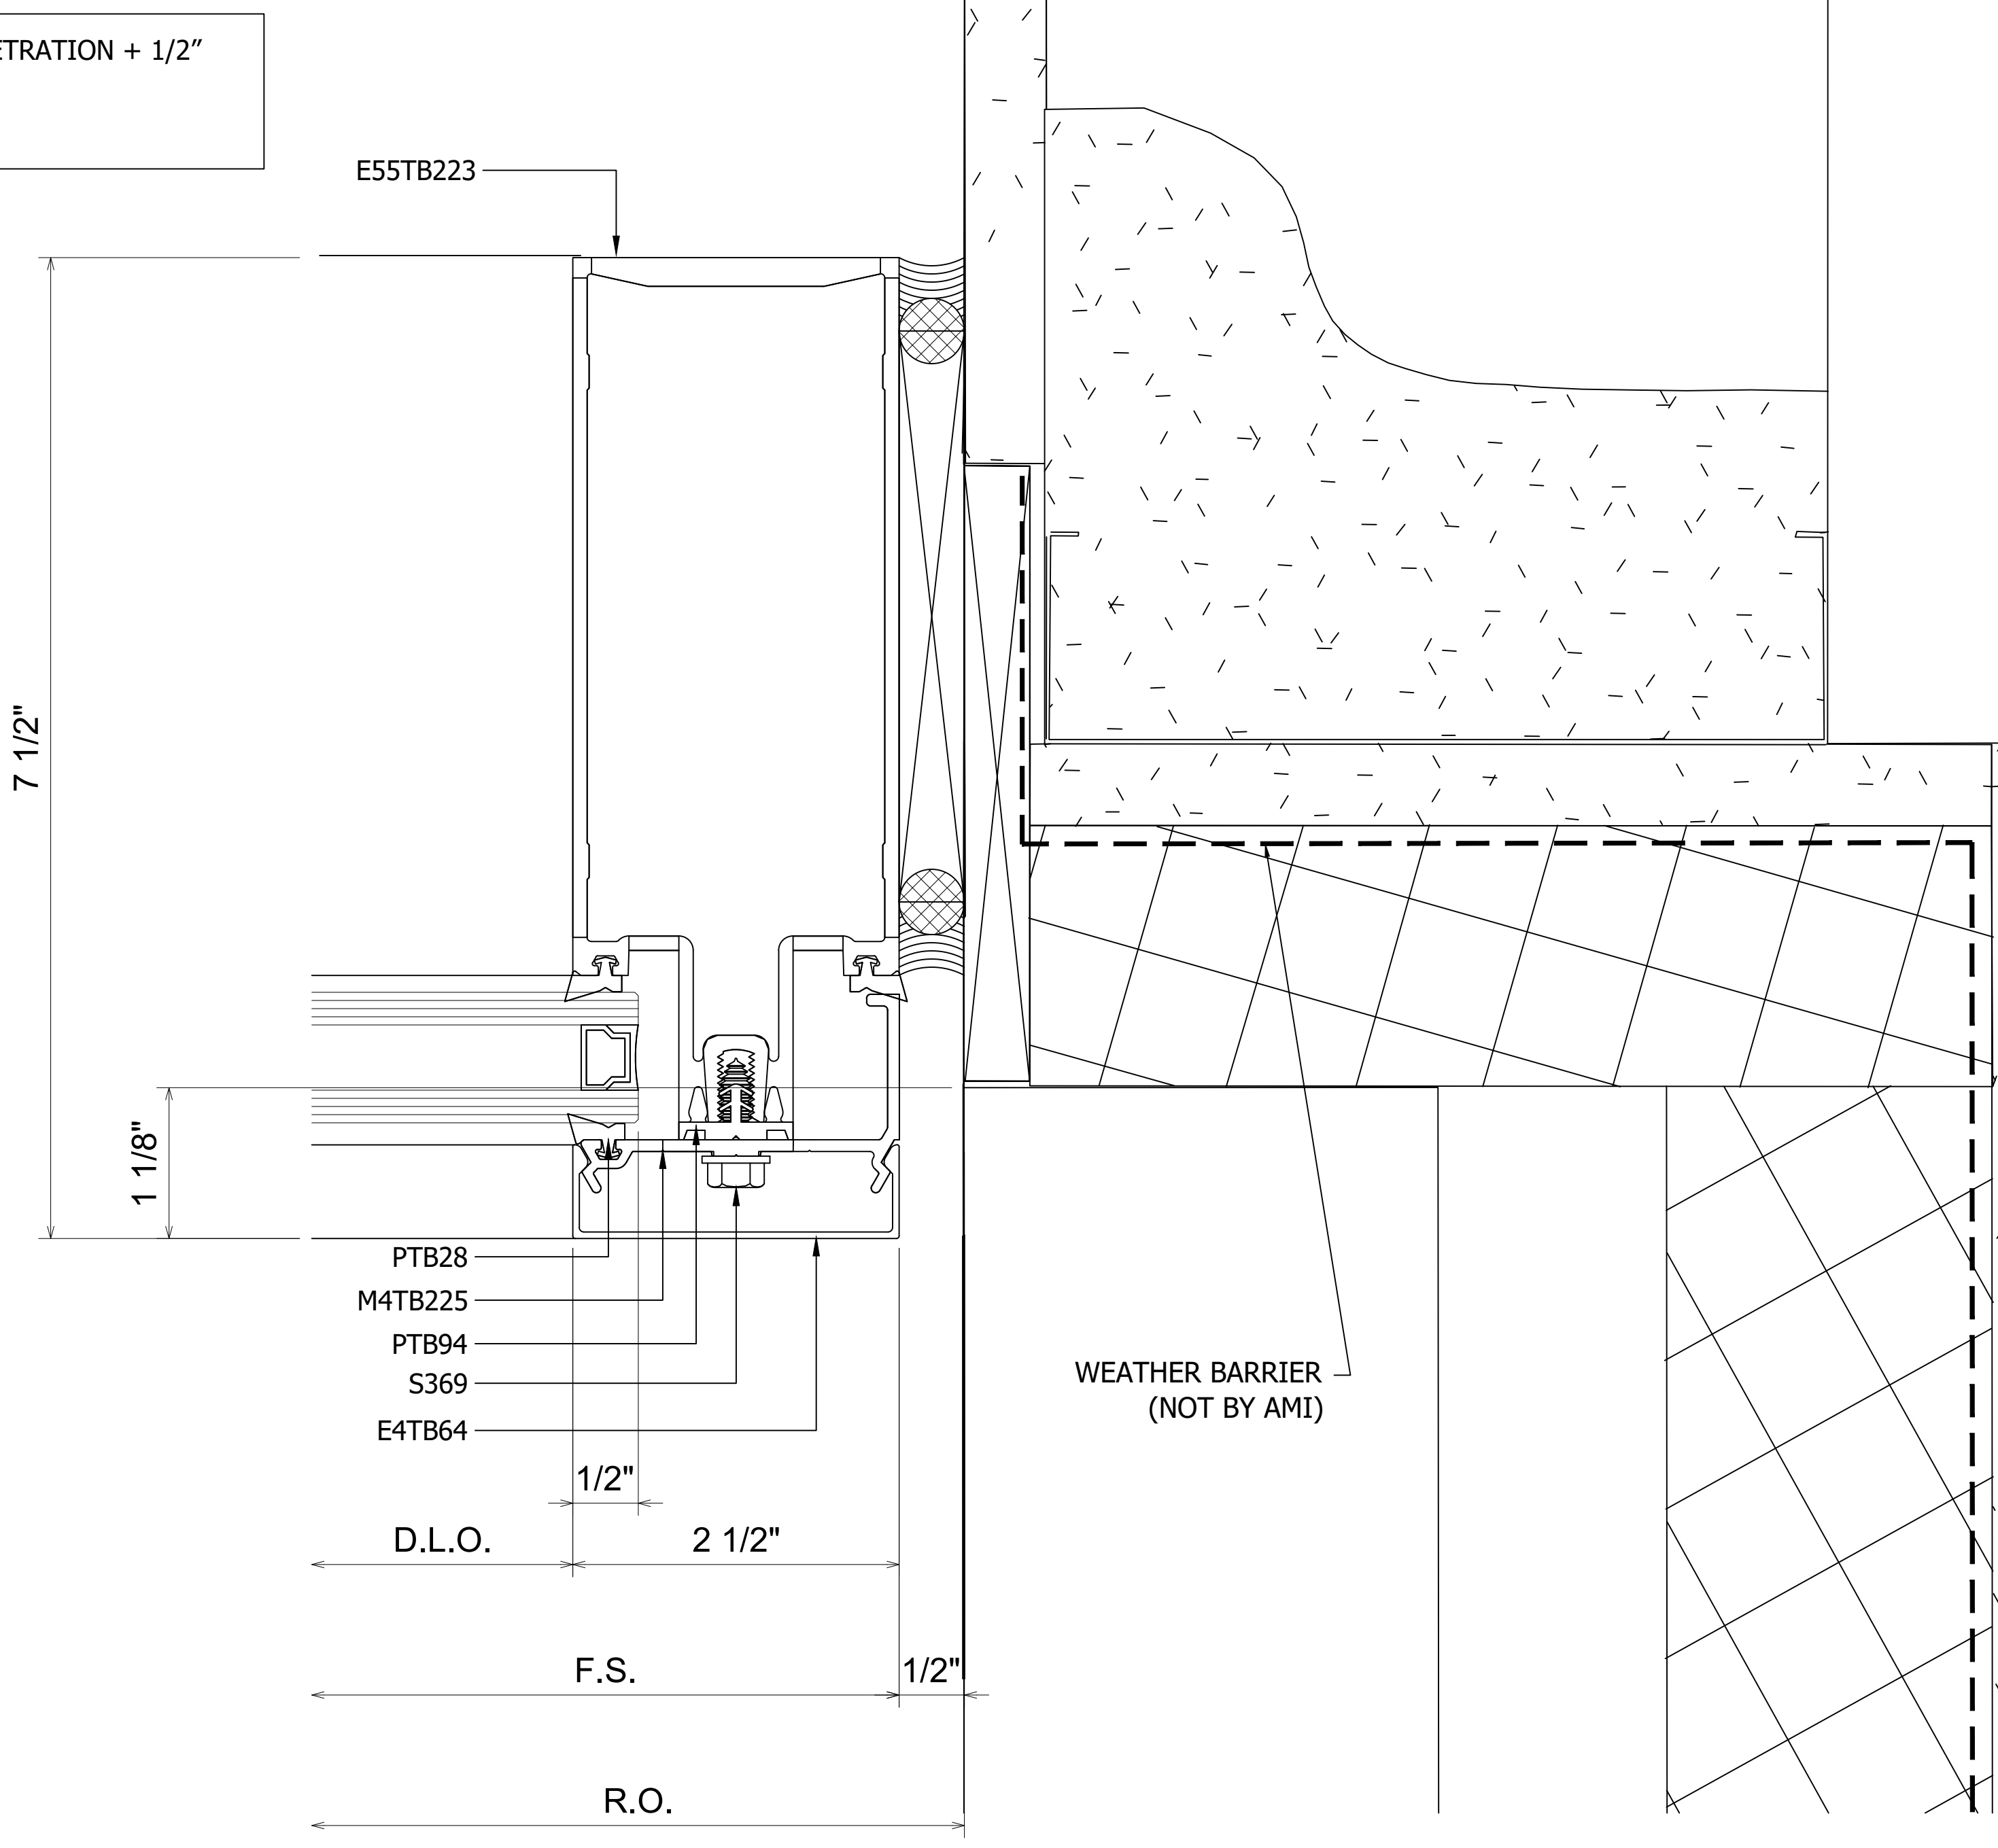 + 1/2"
E55TB223
7 1/2"
1 1/8"
PTB28
M4TB225
PTB94
S369
E4TB64
WEATHER BARRIER
(NOT BY AMI)
1/2"
D.L.O.
2 1/2"
F.S.
1/2"
R.O.